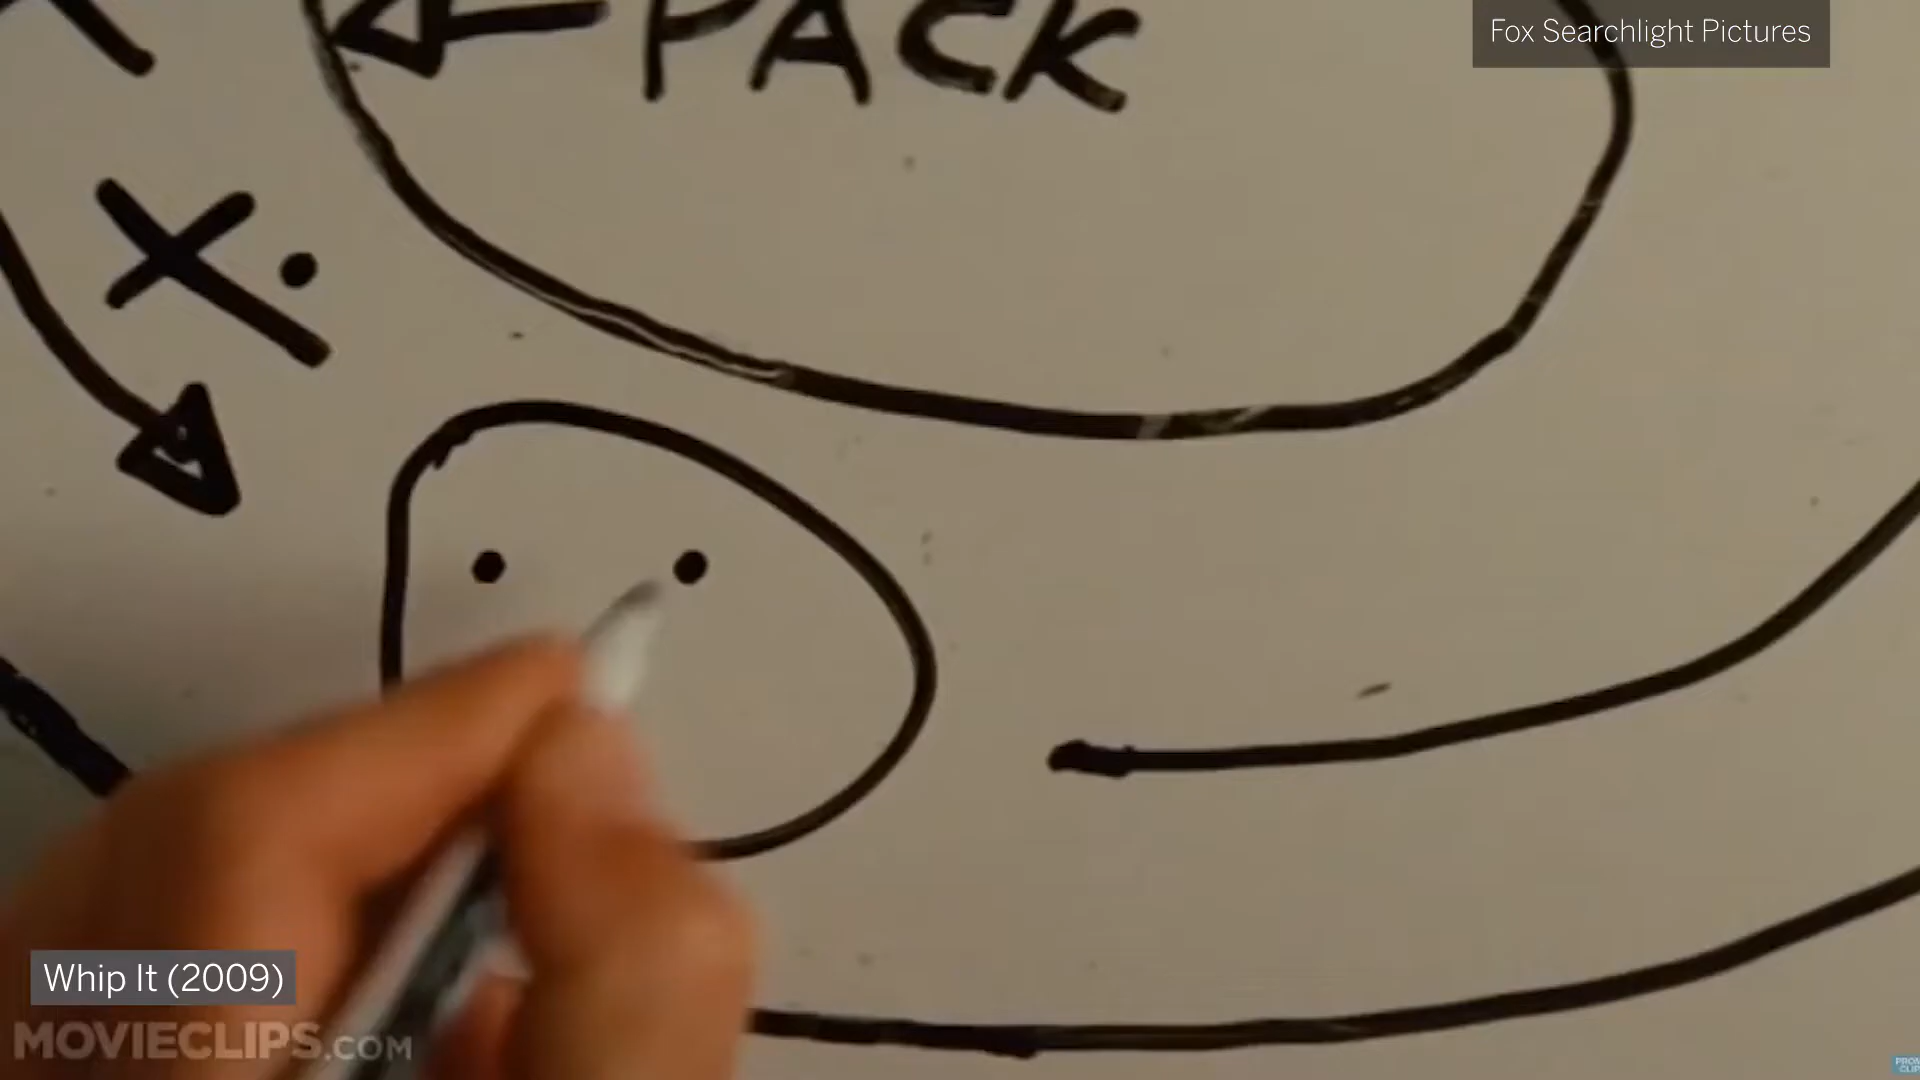 Fox Searchlight Pictures
PACK
X.
Whip It (2009)
MOVIECLIPS.COM